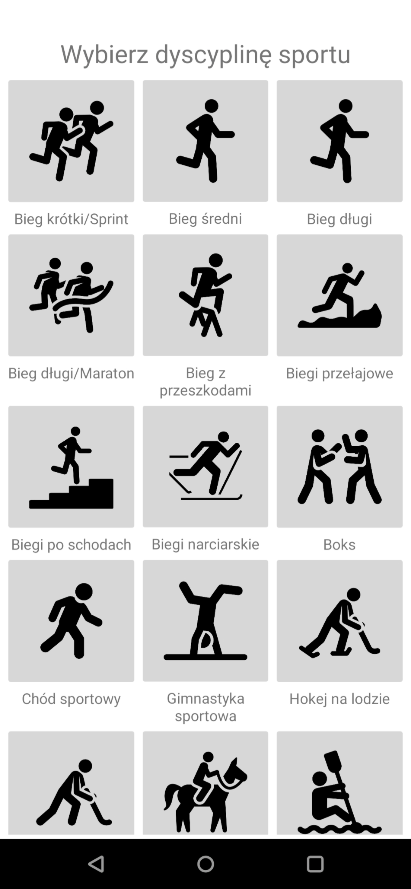 Wybierz dyscyplinę sportu
Bieg krótki/Sprint
Bieg średni
Bieg długi
Bieg długi/Maraton
Bieg z
przeszkodami
Biegi przełajowe
Biegi po schodach
Biegi narciarskie
Boks
Chód sportowy
Gimnastyka
sportowa
Hokej na lodzie